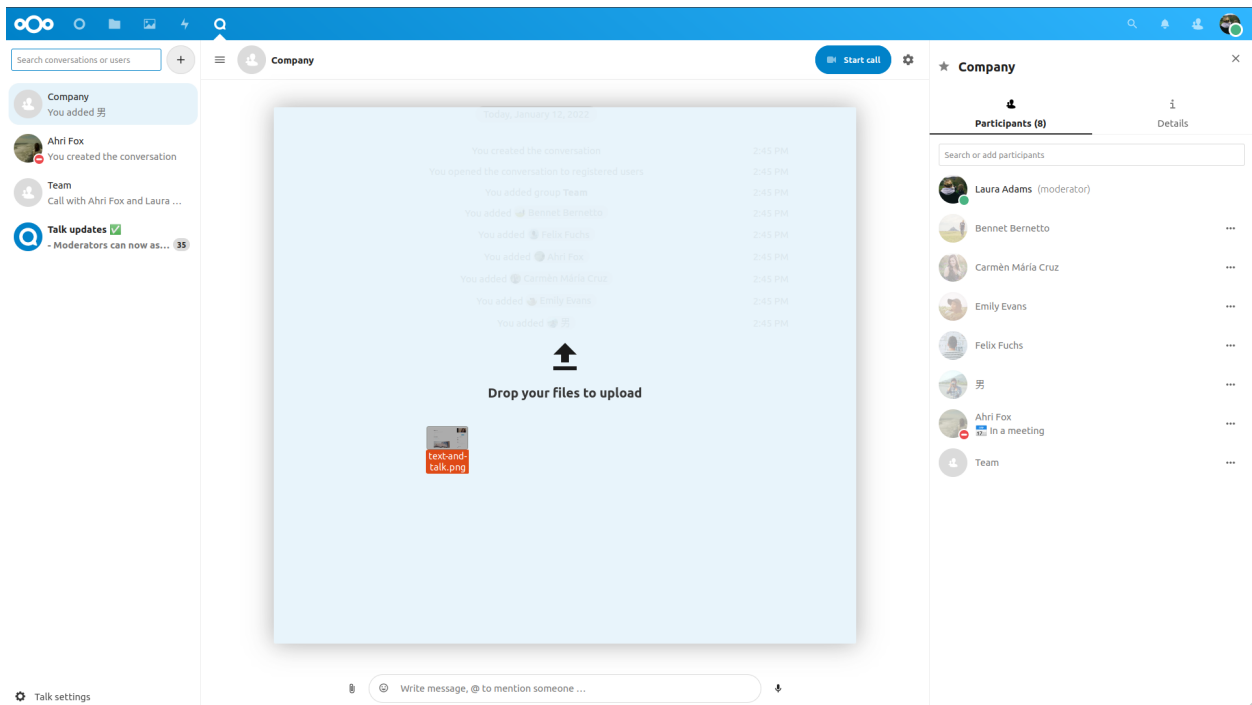 Search conversations or users
+
Company
You added 男
Ahri Fox
You created the conversation
Team
Call with Ahri Fox and Laura ...
Talk updates ✅
- Moderators can now as... 35
Talk settings
Company
Start call
Today, January 12, 2022
You created the conversation 2:45 PM
You opened the conversation to registered users 2:45 PM
You added group Team 2:45 PM
You added Bennet Bernetto 2:45 PM
You added Felix Fuchs 2:45 PM
You added Ahri Fox 2:45 PM
You added Carmèn Máría Cruz 2:45 PM
You added Emily Evans 2:45 PM
You added 男 2:45 PM
Drop your files to upload
text-and-
talk.png
Write message, @ to mention someone ...
Company
Participants (8)
Details
Search or add participants
Laura Adams (moderator)
Bennet Bernetto
Carmèn Máría Cruz
Emily Evans
Felix Fuchs
男
Ahri Fox
In a meeting
Team